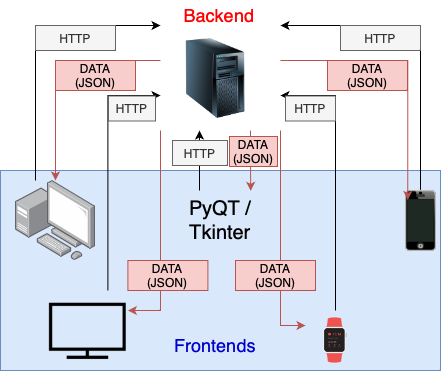 Backend
HTTP
HTTP
DATA
(JSON)
DATA
(JSON)
HTTP
HTTP
HTTP
DATA
(JSON)
PyQT /
Tkinter
DATA
(JSON)
DATA
(JSON)
Frontends